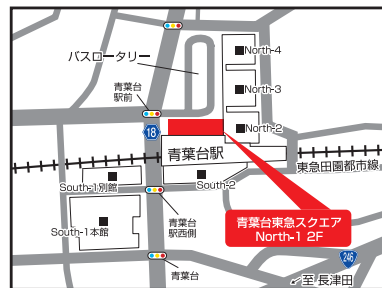 バスロータリー
North-4
North-3
青葉台
駅前
North-2
18
青葉台駅
東急田園都市線
South-1別館
South-2
青葉台東急スクエア
North-1 2F
South-1本館
青葉台
駅西側
246
青葉台
至 長津田